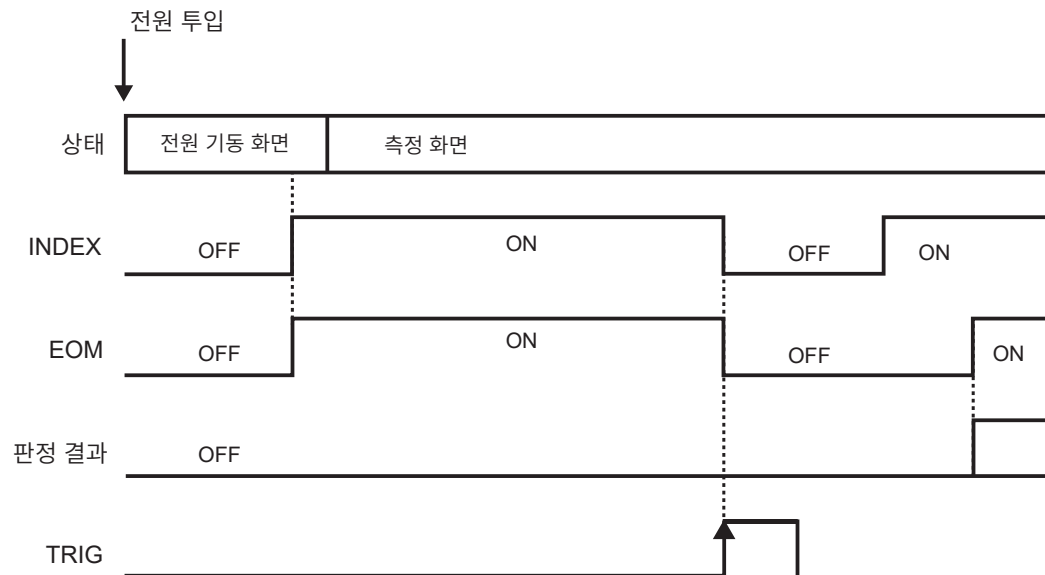 전원 투입
상태 전원 기동 화면 측정 화면
INDEX OFF ON OFF ON
EOM OFF ON OFF ON
판정 결과 OFF
TRIG